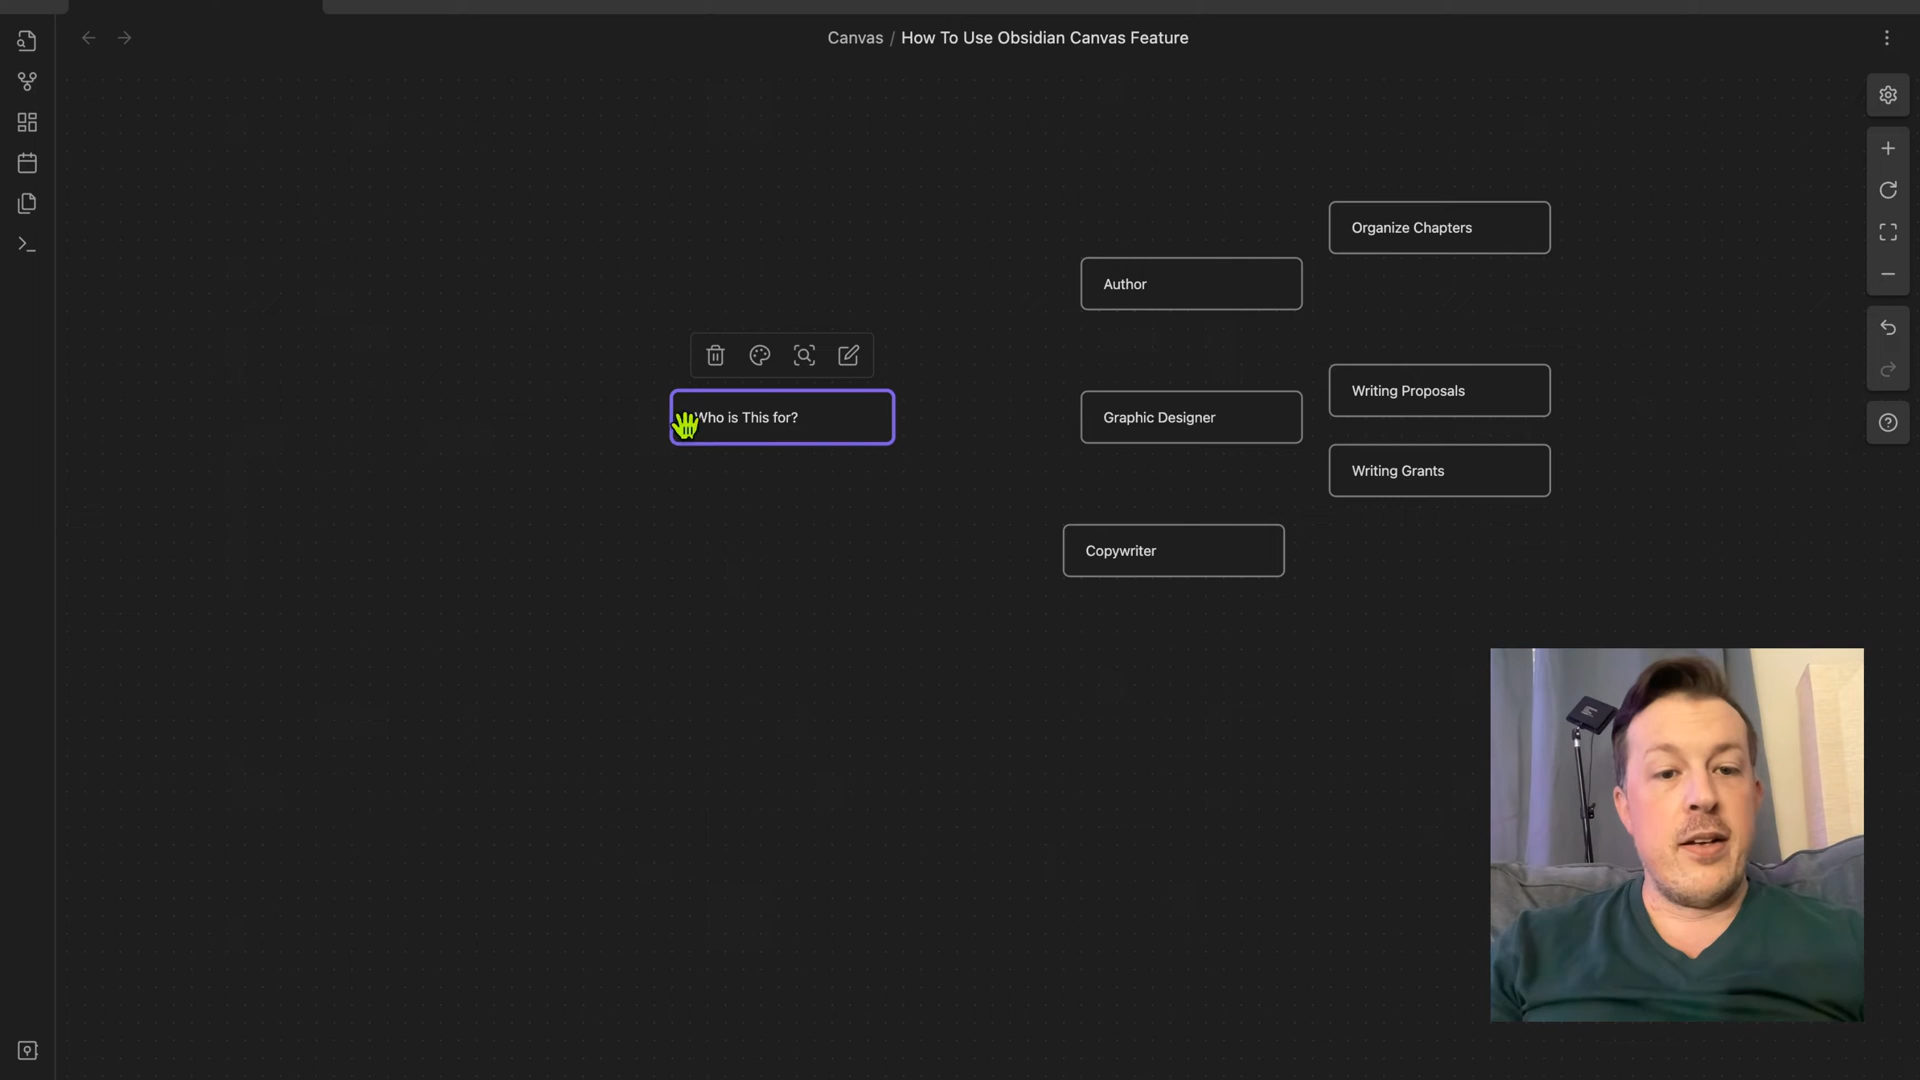 Canvas / How To Use Obsidian Canvas Feature
Organize Chapters
Author
Writing Proposals
Who is This for?
Graphic Designer
Writing Grants
Copywriter